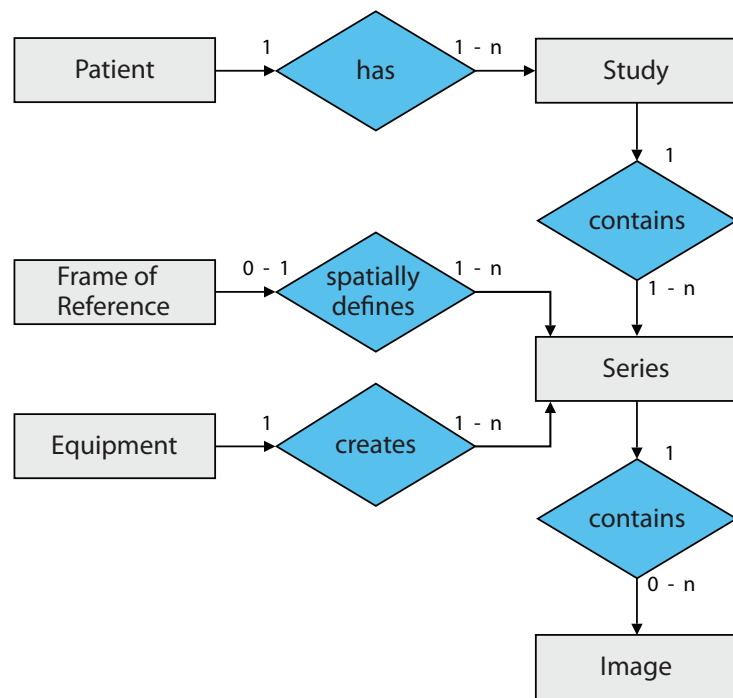 Patient
1
has
1 - n
Study
1
contains
1 - n
Frame of
Reference
0 - 1
spatially
defines
1 - n
Series
Equipment
1
creates
1 - n
1
contains
0 - n
Image